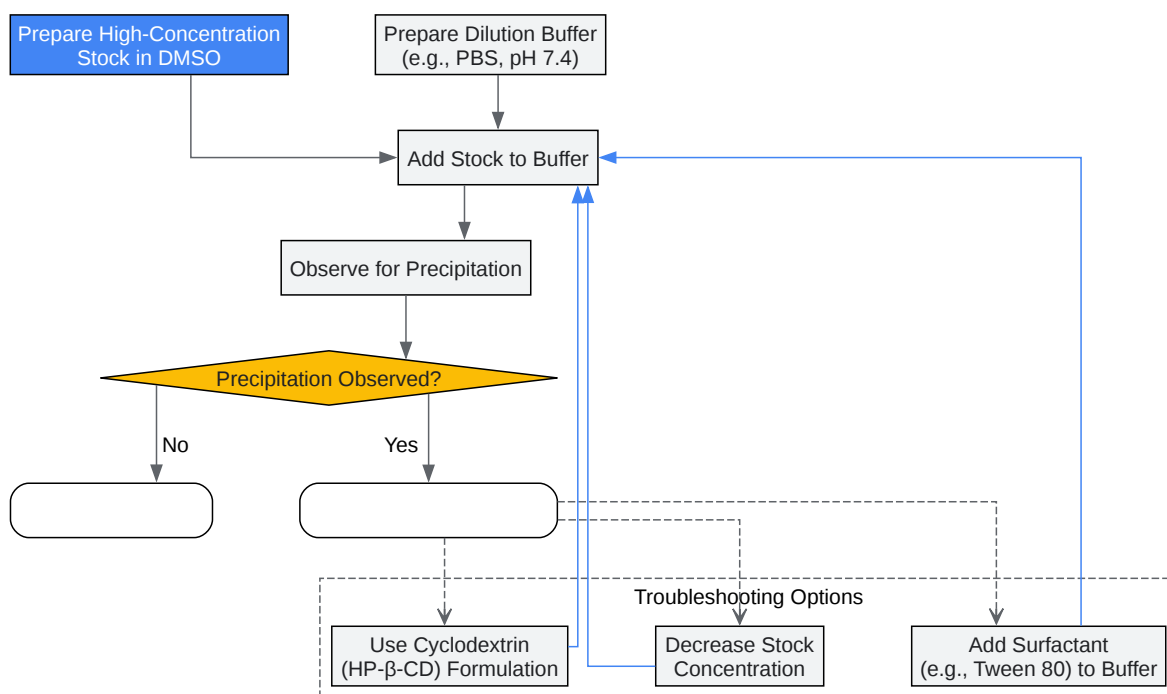 Prepare High-Concentration
Stock in DMSO
Prepare Dilution Buffer
(e.g., PBS, pH 7.4)
Add Stock to Buffer
Observe for Precipitation
Precipitation Observed?
No
Yes
Troubleshooting Options
Use Cyclodextrin
(HP-β-CD) Formulation
Decrease Stock
Concentration
Add Surfactant
(e.g., Tween 80) to Buffer